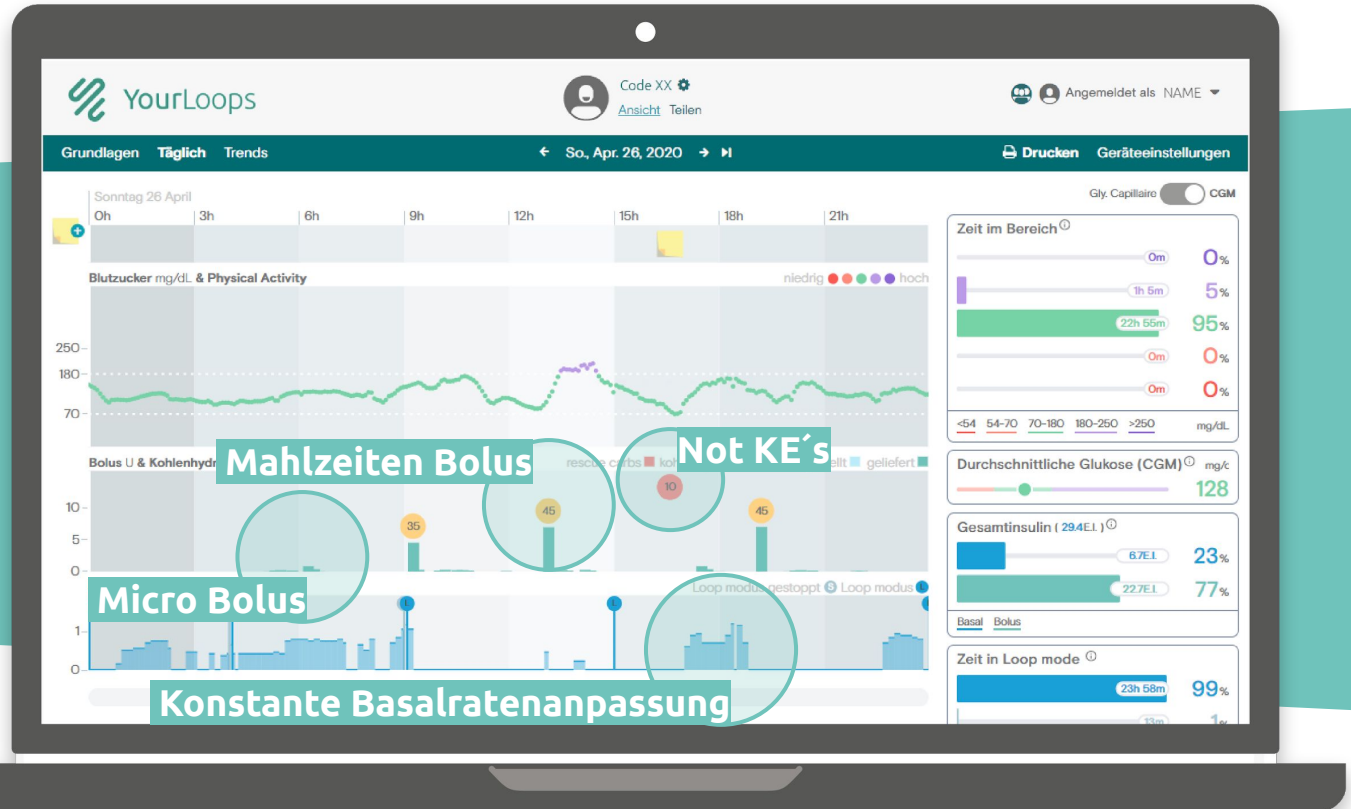 YourLoops
Code XX
Ansicht Teilen
Angemeldet als NAME
Grundlagen Täglich Trends
So., Apr. 26, 2020
Drucken Geräteeinstellungen
Gly. Capillaire CGM
Sonntag 26 April
0h 3h 6h 9h 12h 15h 18h 21h
Blutzucker mg/dL & Physical Activity
niedrig hoch
250
180
70
Mahlzeiten Bolus
Not KE´s
Bolus U & Kohlenhydr
rescue carbs koh
ellt geliefert
10
5
0
35
45
10
45
Micro Bolus
Loop modus gestoppt S Loop modus L
L
L
1
0
Konstante Basalratenanpassung
Zeit im Bereich
0m 0%
1h 5m 5%
22h 55m 95%
0m 0%
0m 0%
<54 54-70 70-180 180-250 >250 mg/dL
Durchschnittliche Glukose (CGM) mg/c
128
Gesamtinsulin ( 29.4E.I. )
6.7E.I. 23%
22.7E.I. 77%
Basal Bolus
Zeit in Loop mode
23h 58m 99%
13m 1%